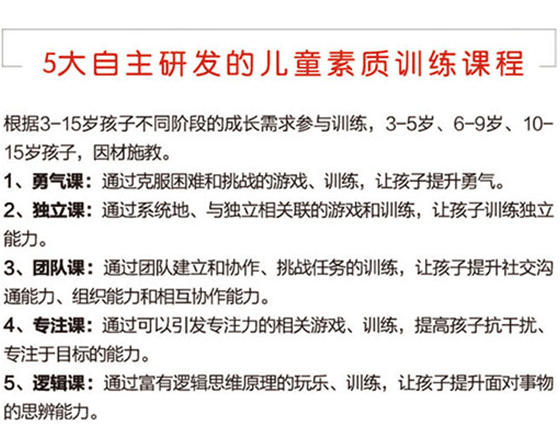 5大自主研发的儿童素质训练课程
根据3-15岁孩子不同阶段的成长需求参与训练，3-5岁、6-9岁、10-
15岁孩子，因材施教。
1、勇气课：通过克服困难和挑战的游戏、训练，让孩子提升勇气。
2、独立课：通过系统地、与独立相关联的游戏和训练，让孩子训练独立
能力。
3、团队课：通过团队建立和协作、挑战任务的训练，让孩子提升社交沟
通能力、组织能力和相互协作能力。
4、专注课：通过可以引发专注力的相关游戏、训练，提高孩子抗干扰、
专注于目标的能力。
5、逻辑课：通过富有逻辑思维原理的玩乐、训练，让孩子提升面对事物
的思辨能力。